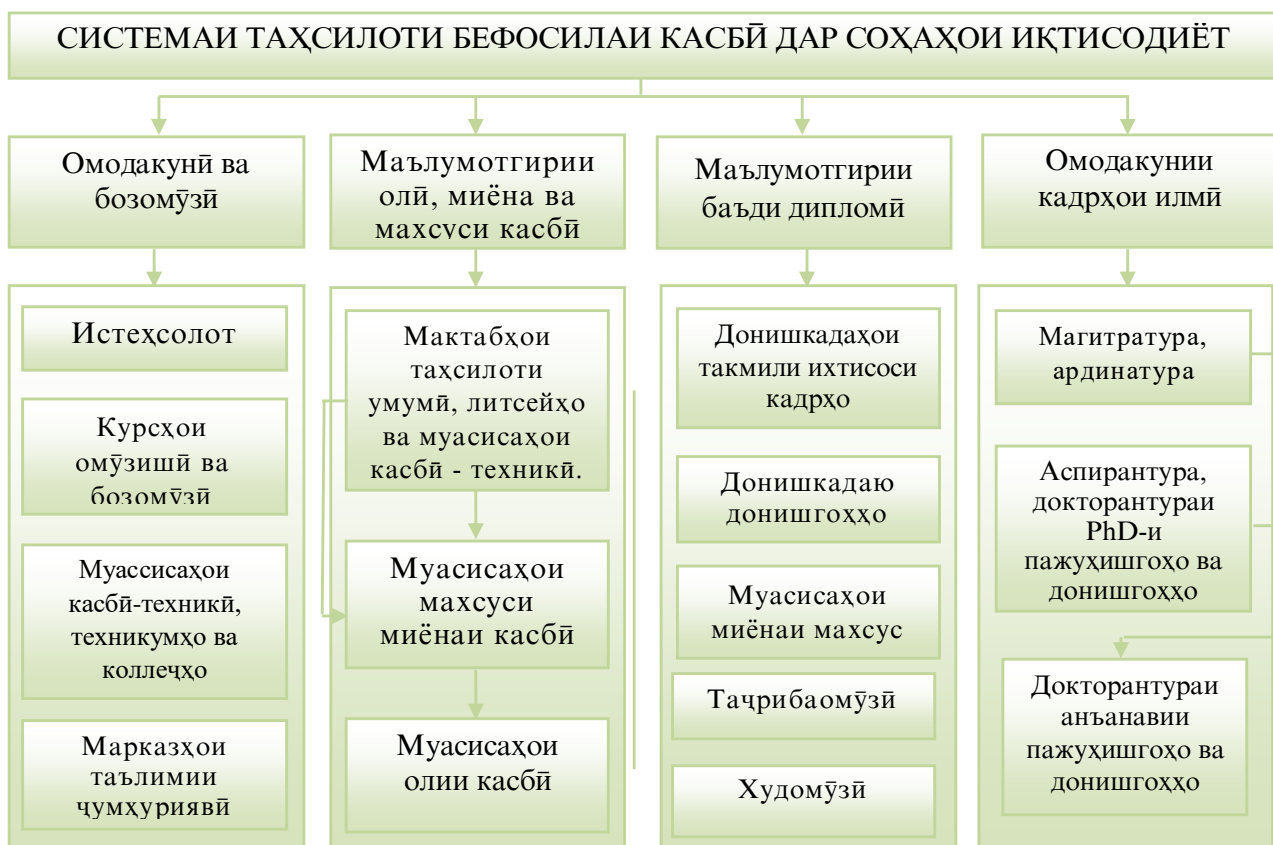 СИСТЕМАИ ТАҲСИЛОТИ БЕФОСИЛАИ КАСБӢ ДАР СОҲАҲОИ ИҚТИСОДИЁТ
Омодакунӣ ва
бозомӯзӣ
Маълумотгирии
олӣ, миёна ва
махсуси касбӣ
Маълумотгирии
баъди дипломӣ
Омодакунии
кадрҳои илмӣ
Истеҳсолот
Курсҳои
омӯзишӣ ва
бозомӯзӣ
Муассисаҳои
касбӣ-техникӣ,
техникумҳо ва
коллеҷҳо
Марказҳои
таълимии
ҷумҳуриявӣ
Мактабҳои
таҳсилоти
умумӣ, литсейҳо
ва муасисаҳои
касбӣ - техникӣ.
Муасисаҳои
махсуси
миёнаи касбӣ
Муасисаҳои
олии касбӣ
Донишкадаҳои
такмили ихтисоси
кадрҳо
Донишкадаю
донишгоҳҳо
Муасисаҳои
миёнаи махсус
Таҷрибаомӯзӣ
Худомӯзӣ
Магитратура,
ардинатура
Аспирантура,
докторантураи
PhD-и
пажуҳишгоҳо ва
донишгоҳҳо
Докторантураи
анъанавии
пажуҳишгоҳо ва
донишгоҳҳо